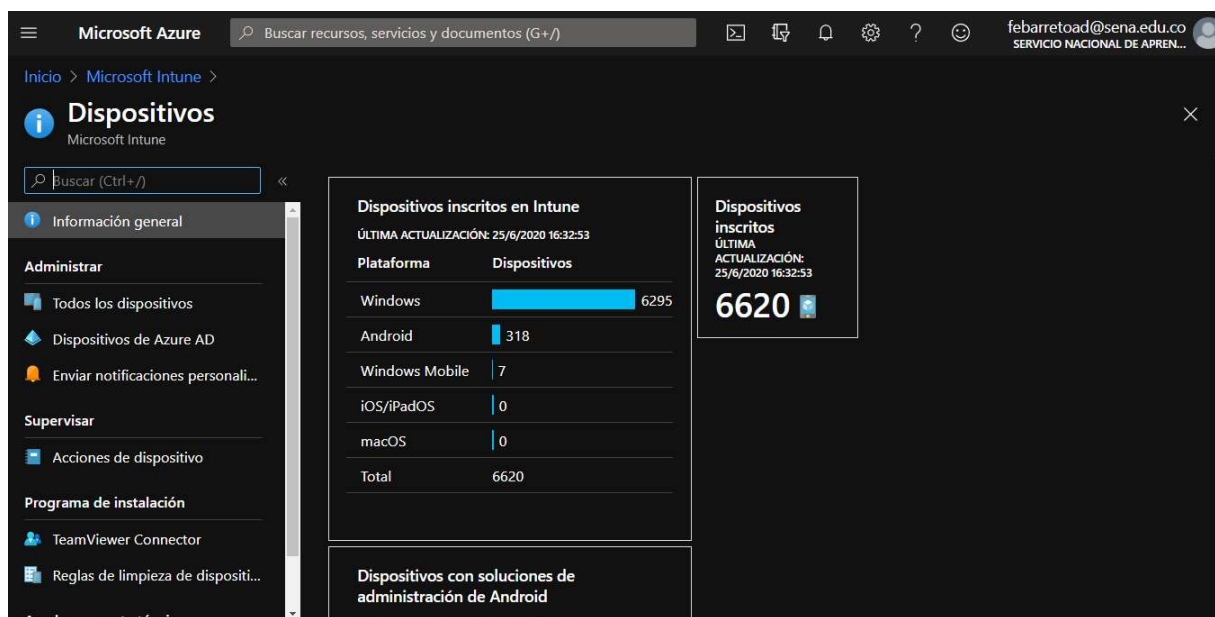 Microsoft Azure
Buscar recursos, servicios y documentos (G+/)
febarretoad@sena.edu.co
SERVICIO NACIONAL DE APREN...
Inicio > Microsoft Intune >
Dispositivos
Microsoft Intune
Buscar (Ctrl+/)
Información general
Administrar
Todos los dispositivos
Dispositivos de Azure AD
Enviar notificaciones personali...
Supervisar
Acciones de dispositivo
Programa de instalación
TeamViewer Connector
Reglas de limpieza de dispositi...
Dispositivos inscritos en Intune
ÚLTIMA ACTUALIZACIÓN: 25/6/2020 16:32:53
Plataforma Dispositivos
Windows 6295
Android 318
Windows Mobile 7
iOS/iPadOS 0
macOS 0
Total 6620
Dispositivos con soluciones de
administración de Android
Dispositivos
inscritos
ÚLTIMA
ACTUALIZACIÓN:
25/6/2020 16:32:53
6620